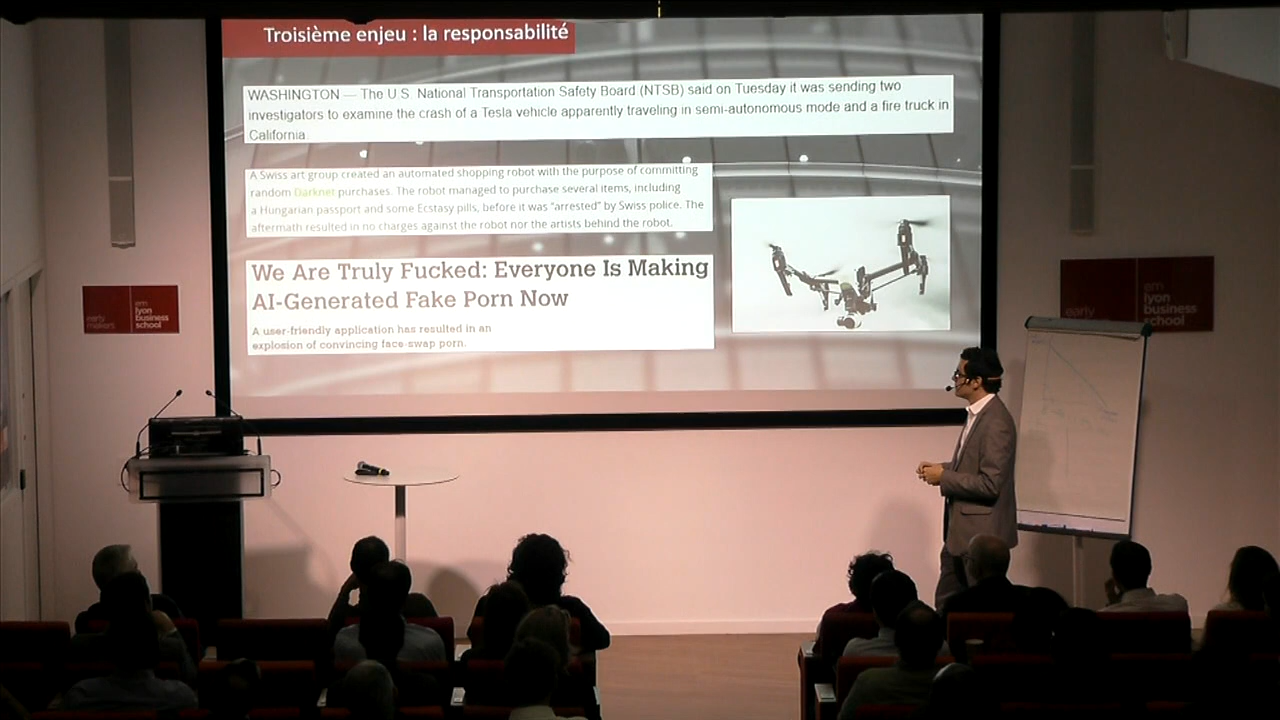 Troisième enjeu : la responsabilité
WASHINGTON — The U.S. National Transportation Safety Board (NTSB) said on Tuesday it was sending two
investigators to examine the crash of a Tesla vehicle apparently traveling in semi-autonomous mode and a fire truck in
California.
A Swiss art group created an automated shopping robot with the purpose of committing
random Darknet purchases. The robot managed to purchase several items, including
a Hungarian passport and some Ecstasy pills, before it was “arrested” by Swiss police. The
aftermath resulted in no charges against the robot nor the artists behind the robot.
We Are Truly Fucked: Everyone Is Making
AI-Generated Fake Porn Now
A user-friendly application has resulted in an
explosion of convincing face-swap porn.
early
makers
em
lyon
business
school
early
em
lyon
business
school